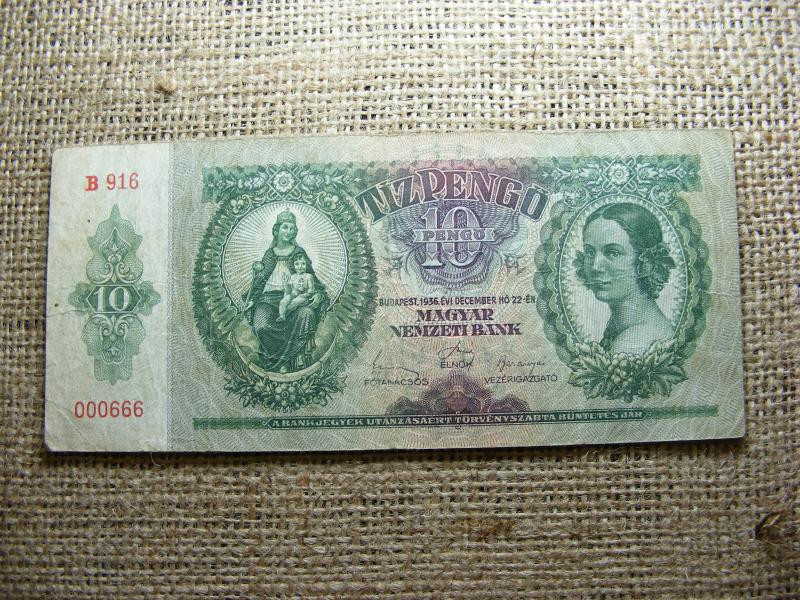 B 916
10
000666
TÍZPENGŐ
10
PENGŐ
BUDAPEST, 1936. ÉVI DECEMBER HÓ 22-ÉN
MAGYAR
NEMZETI BANK
ELNÖK
FŐTANÁCSOS VEZÉRIGAZGATÓ
A BANKJEGYEK UTÁNZÁSÁÉRT TÖRVÉNYSZABTA BÜNTETÉS JÁR